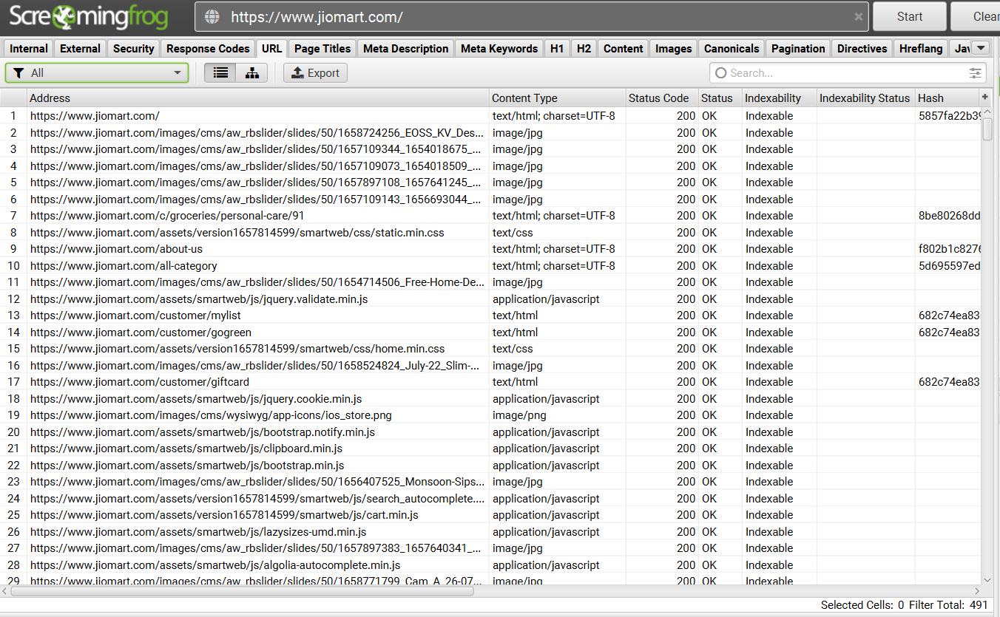 Screamingfrog https://www.jiomart.com/ × Start Clear
Internal External Security Response Codes URL Page Titles Meta Description Meta Keywords H1 H2 Content Images Canonicals Pagination Directives Hreflang
All Export Search...
Address Content Type Status Code Status Indexability Indexability Status Hash +
1 https://www.jiomart.com/ text/html; charset=UTF-8 200 OK Indexable 5857fa22b39
2 https://www.jiomart.com/images/cms/aw_rbslider/slides/50/1658724256_EOSS_KV_Des... image/jpg 200 OK Indexable
3 https://www.jiomart.com/images/cms/aw_rbslider/slides/50/1657109344_1654018675_... image/jpg 200 OK Indexable
4 https://www.jiomart.com/images/cms/aw_rbslider/slides/50/1657109073_1654018509_... image/jpg 200 OK Indexable
5 https://www.jiomart.com/images/cms/aw_rbslider/slides/50/1657897108_1657641245_... image/jpg 200 OK Indexable
6 https://www.jiomart.com/images/cms/aw_rbslider/slides/50/1657109143_1656693044_... image/jpg 200 OK Indexable
7 https://www.jiomart.com/c/groceries/personal-care/91 text/html; charset=UTF-8 200 OK Indexable 8be80268dd
8 https://www.jiomart.com/assets/version1657814599/smartweb/css/static.min.css text/css 200 OK Indexable
9 https://www.jiomart.com/about-us text/html; charset=UTF-8 200 OK Indexable f802b1c8276
10 https://www.jiomart.com/all-category text/html; charset=UTF-8 200 OK Indexable 5d695597ed
11 https://www.jiomart.com/images/cms/aw_rbslider/slides/50/1654714506_Free-Home-De... image/jpg 200 OK Indexable
12 https://www.jiomart.com/assets/smartweb/js/jquery.validate.min.js application/javascript 200 OK Indexable
13 https://www.jiomart.com/customer/mylist text/html 200 OK Indexable 682c74ea83
14 https://www.jiomart.com/customer/gogreen text/html 200 OK Indexable 682c74ea83
15 https://www.jiomart.com/assets/version1657814599/smartweb/css/home.min.css text/css 200 OK Indexable
16 https://www.jiomart.com/images/cms/aw_rbslider/slides/50/1658524824_July-22_Slim-... image/jpg 200 OK Indexable
17 https://www.jiomart.com/customer/giftcard text/html 200 OK Indexable 682c74ea83
18 https://www.jiomart.com/assets/smartweb/js/jquery.cookie.min.js application/javascript 200 OK Indexable
19 https://www.jiomart.com/images/cms/wysiwyg/app-icons/ios_store.png image/png 200 OK Indexable
20 https://www.jiomart.com/assets/smartweb/js/bootstrap.notify.min.js application/javascript 200 OK Indexable
21 https://www.jiomart.com/assets/smartweb/js/clipboard.min.js application/javascript 200 OK Indexable
22 https://www.jiomart.com/assets/smartweb/js/bootstrap.min.js application/javascript 200 OK Indexable
23 https://www.jiomart.com/images/cms/aw_rbslider/slides/50/1656407525_Monsoon-Sips... image/jpg 200 OK Indexable
24 https://www.jiomart.com/assets/version1657814599/smartweb/js/search_autocomplete.... application/javascript 200 OK Indexable
25 https://www.jiomart.com/assets/version1657814599/smartweb/js/cart.min.js application/javascript 200 OK Indexable
26 https://www.jiomart.com/assets/smartweb/js/lazysizes-umd.min.js application/javascript 200 OK Indexable
27 https://www.jiomart.com/images/cms/aw_rbslider/slides/50/1657897383_1657640341_... image/jpg 200 OK Indexable
28 https://www.jiomart.com/assets/smartweb/js/algolia-autocomplete.min.js application/javascript 200 OK Indexable
29 https://www.jiomart.com/images/cms/aw_rbslider/slides/50/1658771799_Cam_A_26-07... image/jpg 200 OK Indexable
Selected Cells: 0 Filter Total: 491